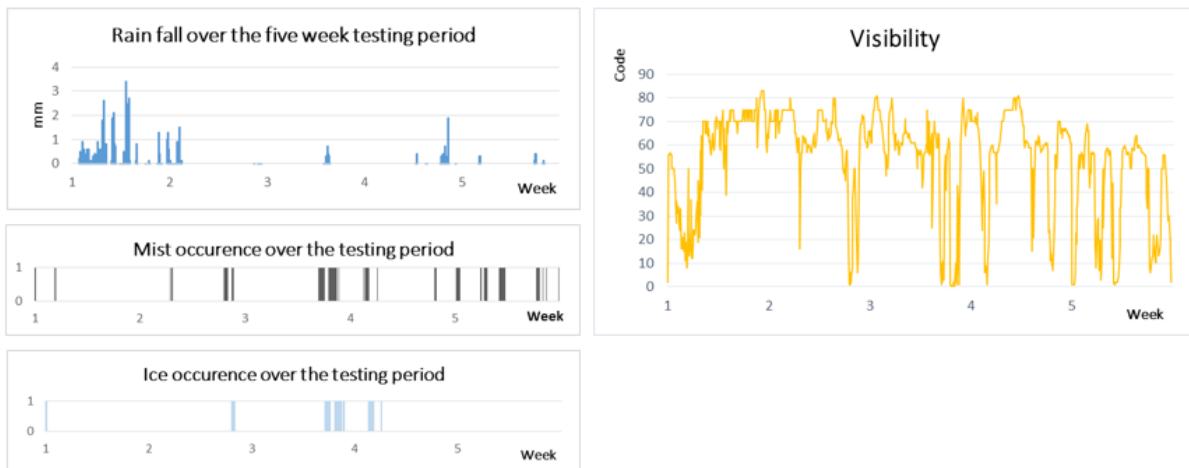 Rain fall over the five week testing period
mm
4
3
2
1
0
1 2 3 4 5
Week
Mist occurence over the testing period
1
0
1 2 3 4 5
Week
Ice occurence over the testing period
1
0
1 2 3 4 5
Week
Visibility
Code
90
80
70
60
50
40
30
20
10
0
1 2 3 4 5
Week